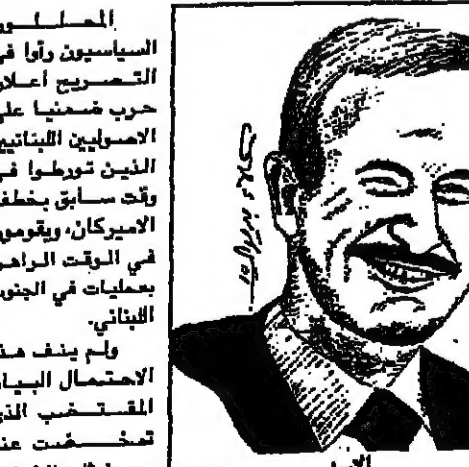 المحللون
السياسيون رأوا في
التصريح اعلان
حرب ضمنيا على
الاصوليين اللبنانيين
الذين تورطوا في
وقت سابق بخطف
الاميركان، ويقومون
في الوقت الراهن
بعمليات في الجنوب
اللبناني.
ولم ينف هذا
الاحتمال البيان
المقتضب الذي
تمخضت عنه